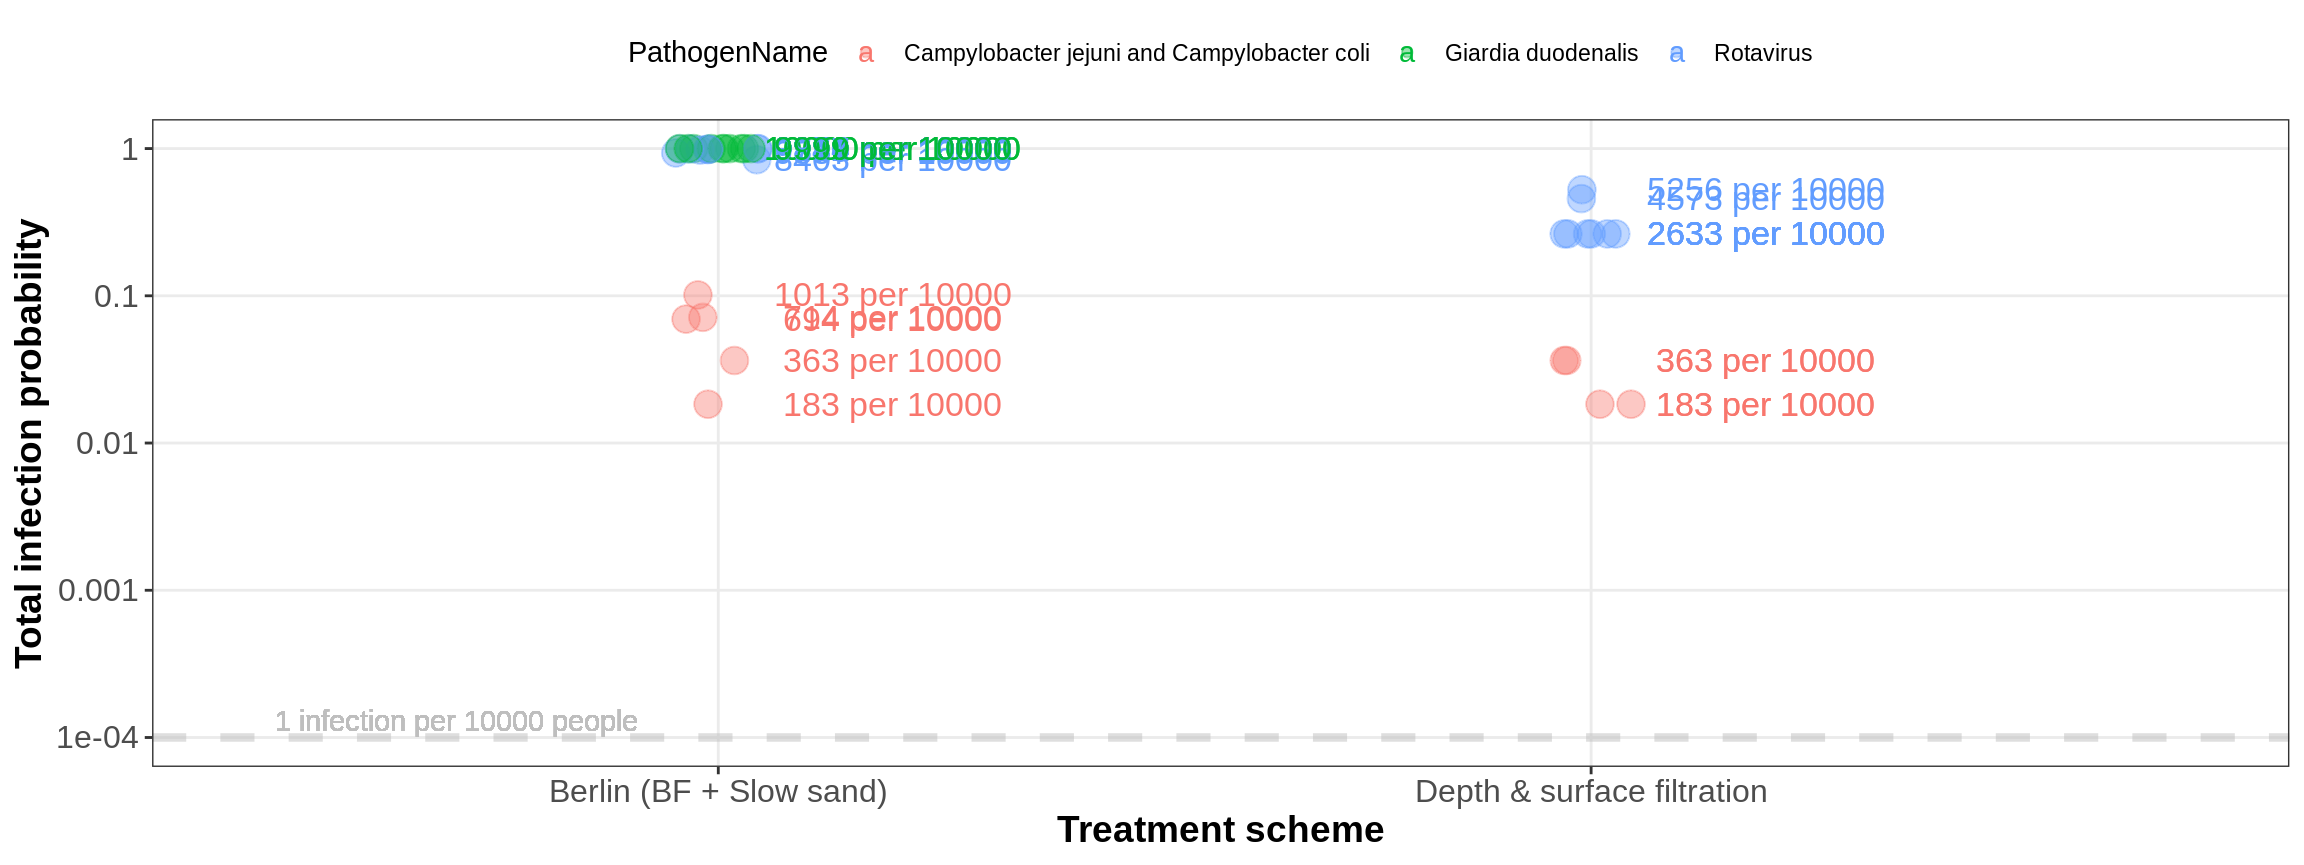 PathogenName a Campylobacter jejuni and Campylobacter coli a Giardia duodenalis a Rotavirus
Total infection probability
1
0.1
0.01
0.001
1e-04
per 10000
8403 per 10000
5256 per 10000
4573 per 10000
2633 per 10000
1013 per 10000
714 per 10000
694 per 10000
363 per 10000
363 per 10000
183 per 10000
183 per 10000
1 infection per 10000 people
Berlin (BF + Slow sand)
Depth & surface filtration
Treatment scheme